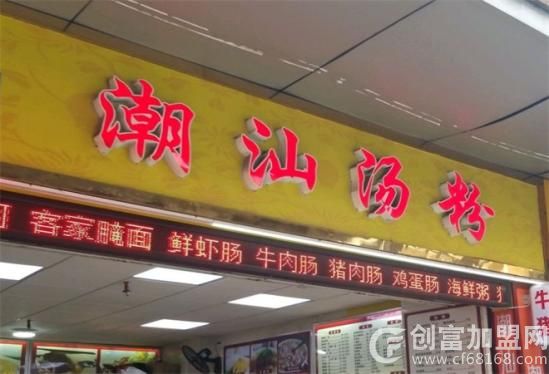 潮汕汤粉
客家腌面 鲜虾肠 牛肉肠 猪肉肠 鸡蛋肠 海鲜粥
牛
创富加盟网
www.cf68168.com